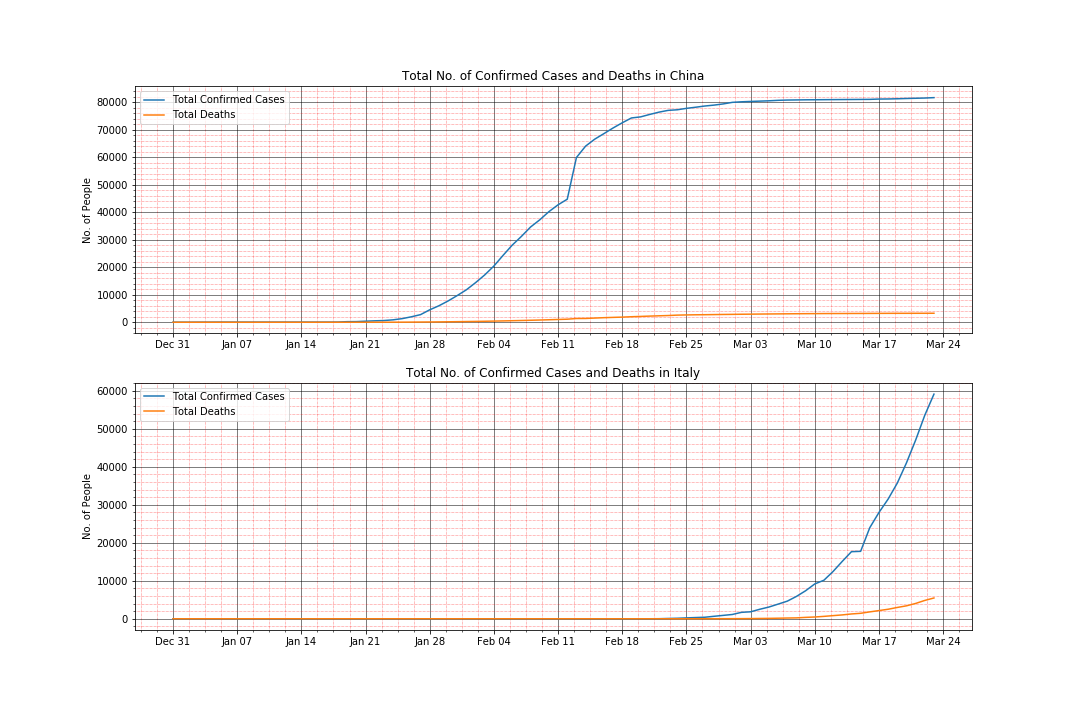 Total No. of Confirmed Cases and Deaths in China
Total Confirmed Cases
Total Deaths
No. of People
80000
70000
60000
50000
40000
30000
20000
10000
0
Dec 31 Jan 07 Jan 14 Jan 21 Jan 28 Feb 04 Feb 11 Feb 18 Feb 25 Mar 03 Mar 10 Mar 17 Mar 24
Total No. of Confirmed Cases and Deaths in Italy
Total Confirmed Cases
Total Deaths
No. of People
60000
50000
40000
30000
20000
10000
0
Dec 31 Jan 07 Jan 14 Jan 21 Jan 28 Feb 04 Feb 11 Feb 18 Feb 25 Mar 03 Mar 10 Mar 17 Mar 24